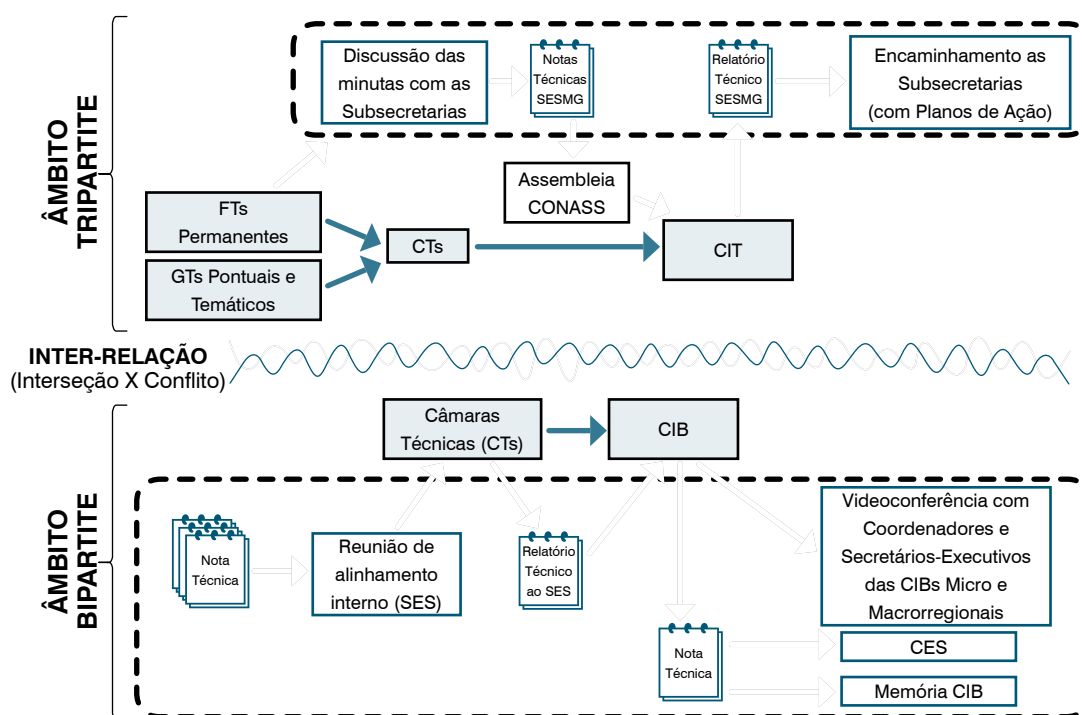 ÂMBITO
TRIPARTITE
Discussão das
minutas com as
Subsecretarias
Notas
Técnicas
SESMG
Relatório
Técnico
SESMG
Encaminhamento as
Subsecretarias
(com Planos de Ação)
Assembleia
CONASS
FTs
Permanentes
GTs Pontuais e
Temáticos
CTs
CIT
INTER-RELAÇÃO
(Interseção X Conflito)
ÂMBITO
BIPARTITE
Câmaras
Técnicas (CTs)
CIB
Nota
Técnica
Reunião de
alinhamento
interno (SES)
Relatório
Técnico
ao SES
Videoconferência com
Coordenadores e
Secretários-Executivos
das CIBs Micro e
Macrorregionais
Nota
Técnica
CES
Memória CIB